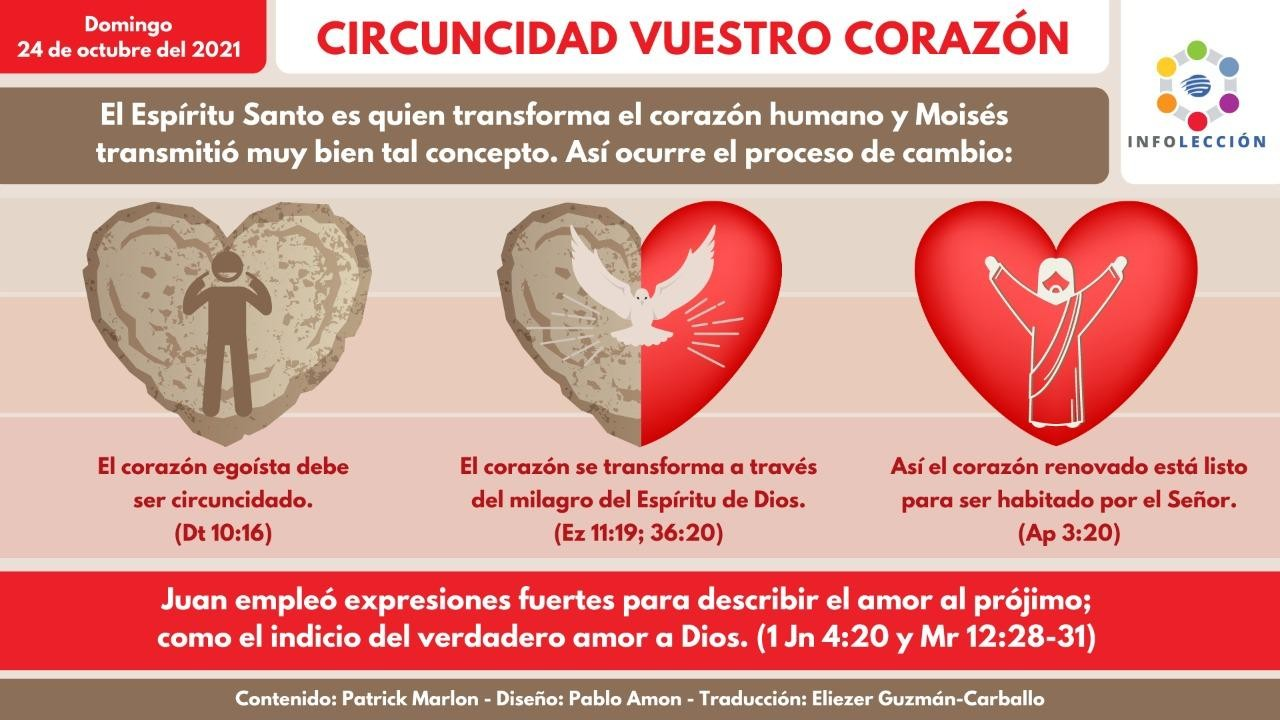 Domingo
24 de octubre del 2021
CIRCUNCIDAD VUESTRO CORAZÓN
INFOLECCIÓN
El Espíritu Santo es quien transforma el corazón humano y Moisés
transmitió muy bien tal concepto. Así ocurre el proceso de cambio:
El corazón egoísta debe
ser circuncidado.
(Dt 10:16)
El corazón se transforma a través
del milagro del Espíritu de Dios.
(Ez 11:19; 36:20)
Así el corazón renovado está listo
para ser habitado por el Señor.
(Ap 3:20)
Juan empleó expresiones fuertes para describir el amor al prójimo;
como el indicio del verdadero amor a Dios. (1 Jn 4:20 y Mr 12:28-31)
Contenido: Patrick Marlon - Diseño: Pablo Amon - Traducción: Eliezer Guzmán-Carballo